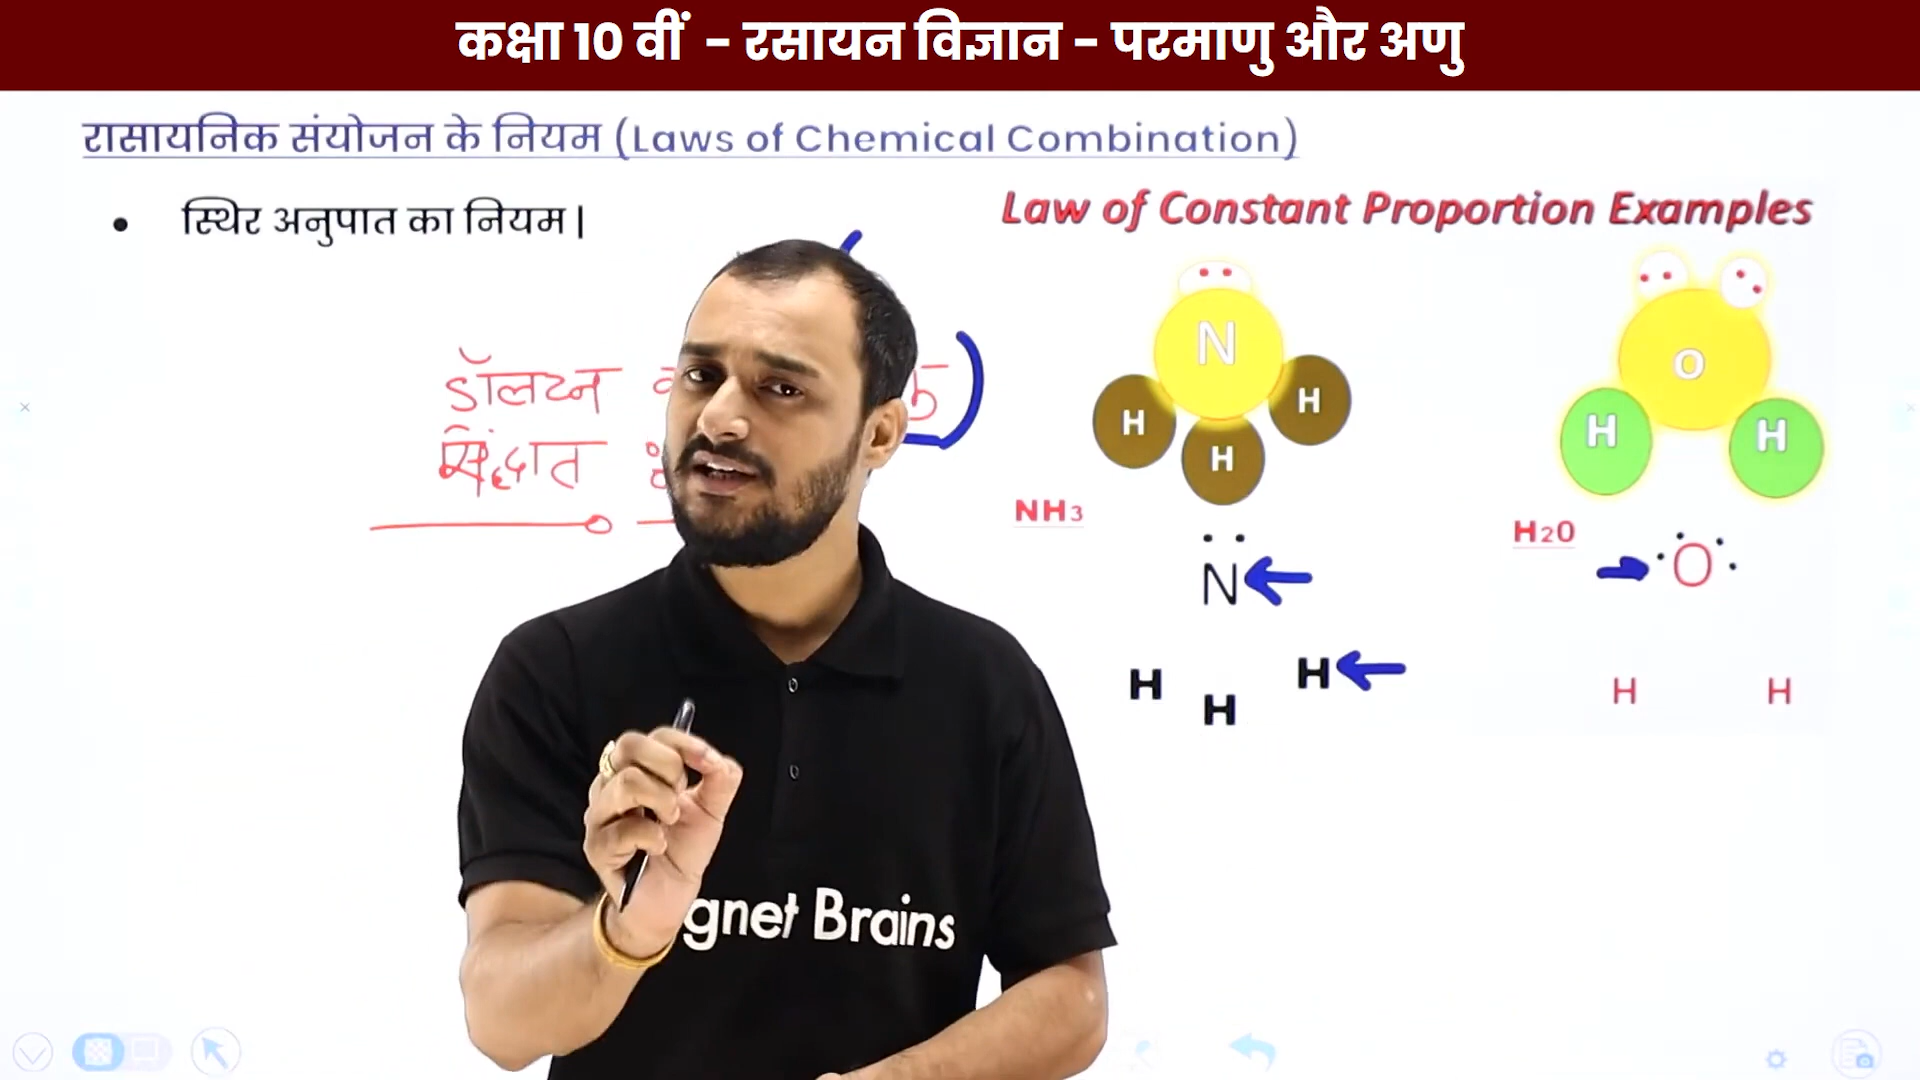 कक्षा 10 वीं - रसायन विज्ञान - परमाणु और अणु
रासायनिक संयोजन के नियम (Laws of Chemical Combination)
• स्थिर अनुपात का नियम |
Law of Constant Proportion Examples
डॉल्टन
N
H
H
H
NH3
N
H
H
H
O
H
H
H2O
O
H
H
gnet Brains